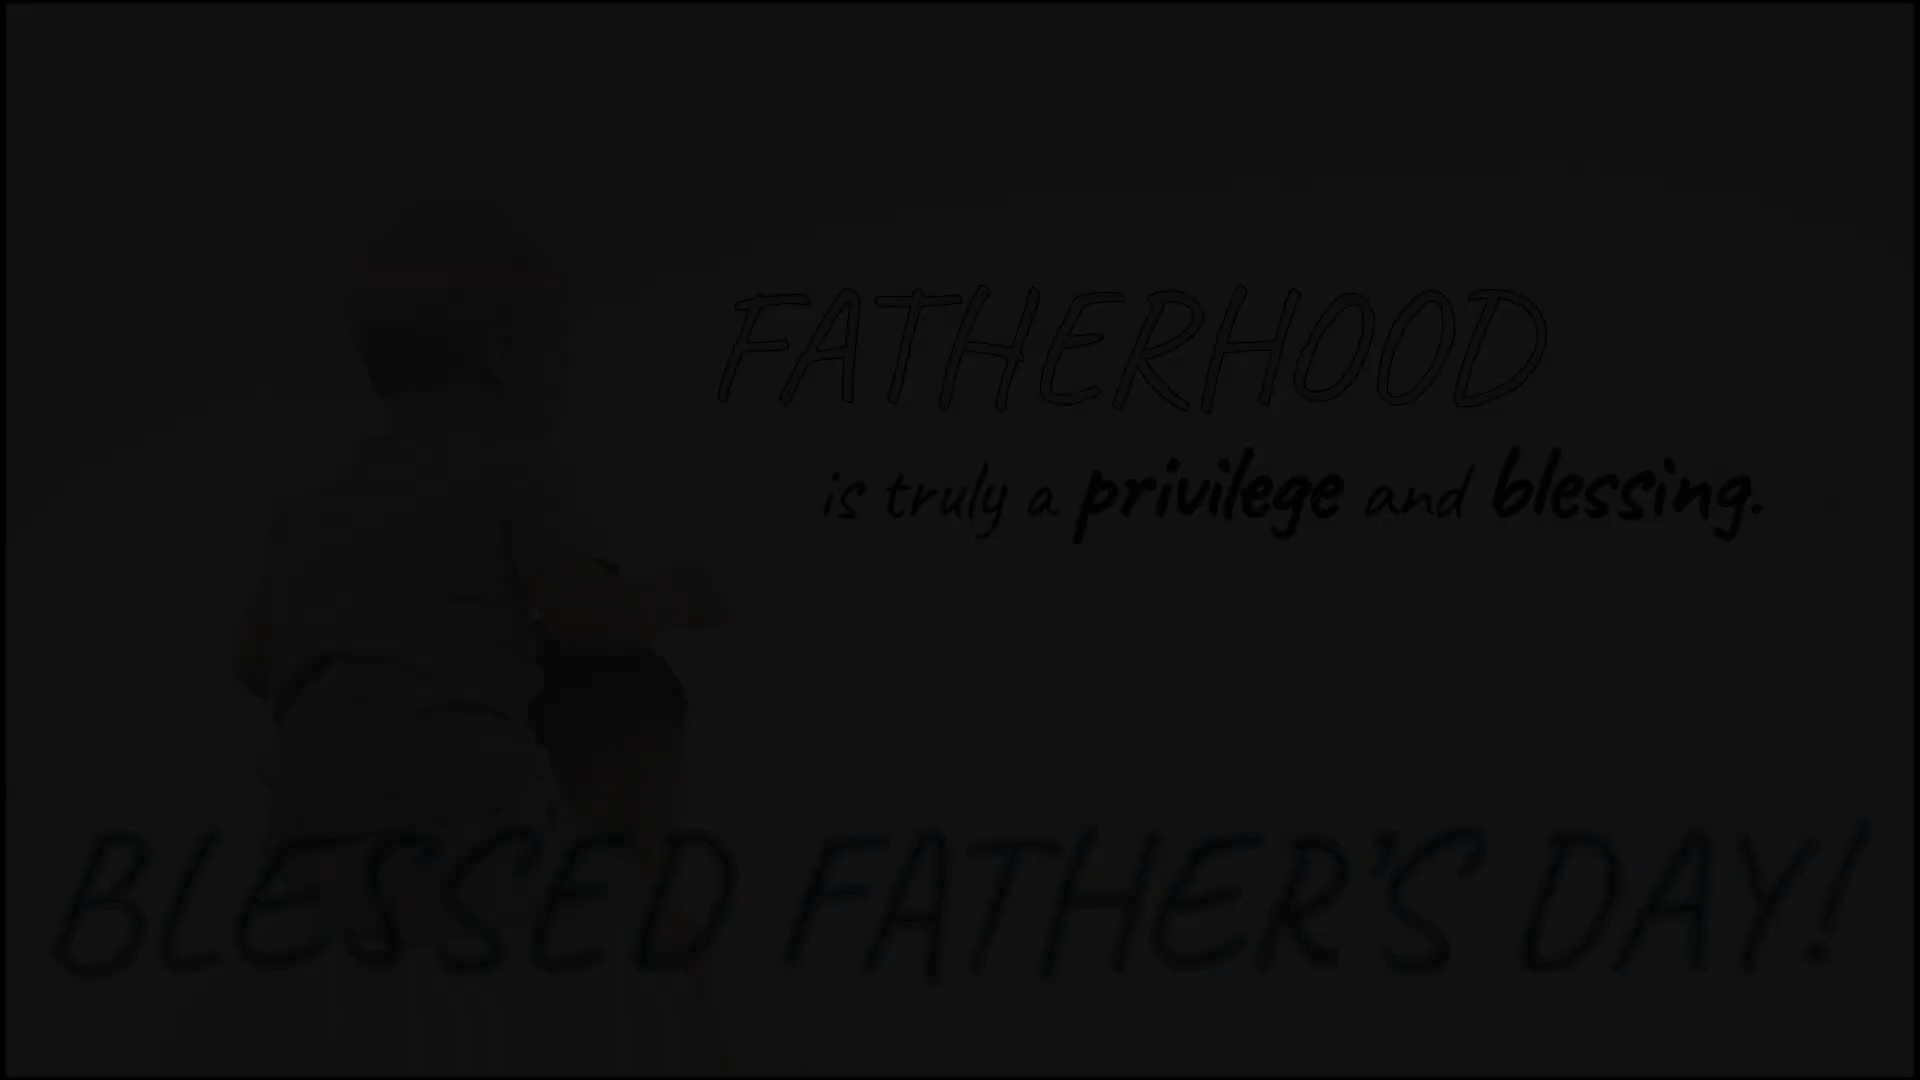 FATHERHOOD
is truly a privilege and blessing.
BLESSED FATHER'S DAY!